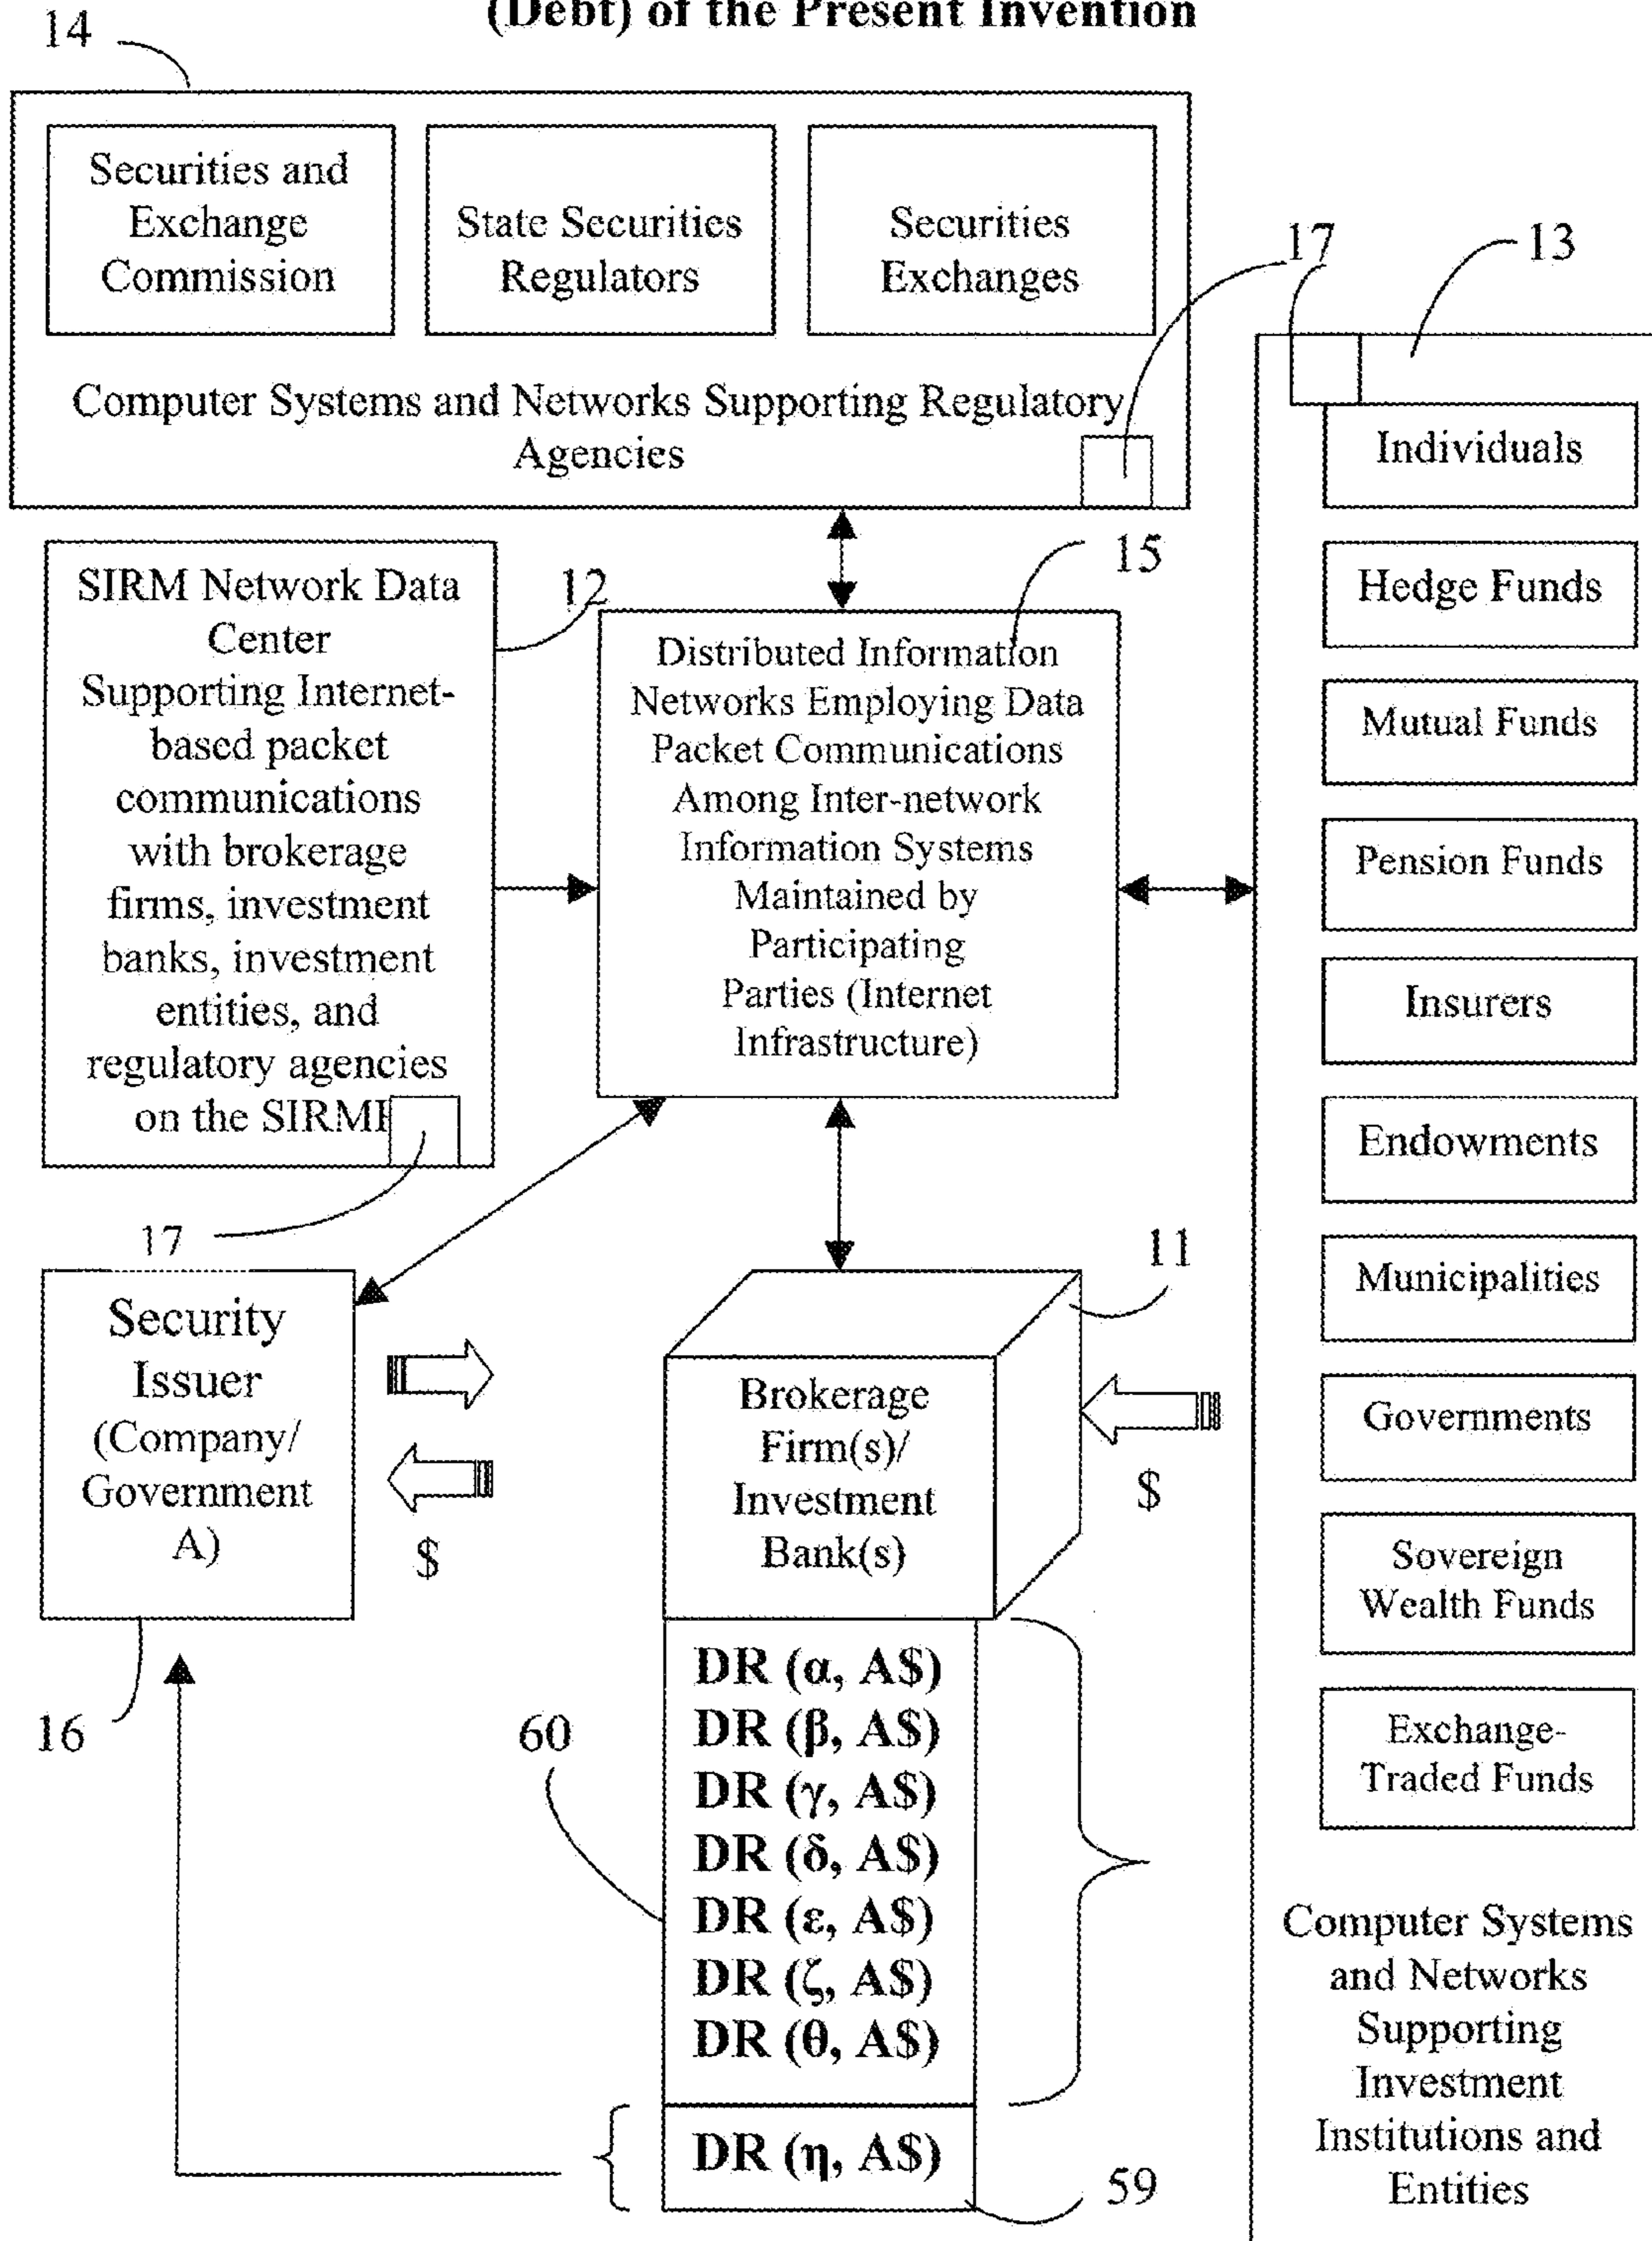 (Debt) of the Present Invention
14
Securities and
Exchange
Commission
State Securities
Regulators
Securities
Exchanges
Computer Systems and Networks Supporting Regulatory
Agencies
17
13
SIRM Network Data
Center
Supporting Internet-
based packet
communications
with brokerage
firms, investment
banks, investment
entities, and
regulatory agencies
on the SIRMI
12
17
15
Distributed Information
Networks Employing Data
Packet Communications
Among Inter-network
Information Systems
Maintained by
Participating
Parties (Internet
Infrastructure)
Individuals
Hedge Funds
Mutual Funds
Pension Funds
Insurers
Endowments
Municipalities
Governments
Sovereign
Wealth Funds
Exchange-
Traded Funds
Computer Systems
and Networks
Supporting
Investment
Institutions and
Entities
Security
Issuer
(Company/
Government
A)
16
$
11
Brokerage
Firm(s)/
Investment
Bank(s)
$
60
DR (α, A$)
DR (β, A$)
DR (γ, A$)
DR (δ, A$)
DR (ε, A$)
DR (ζ, A$)
DR (θ, A$)
DR (η, A$)
59